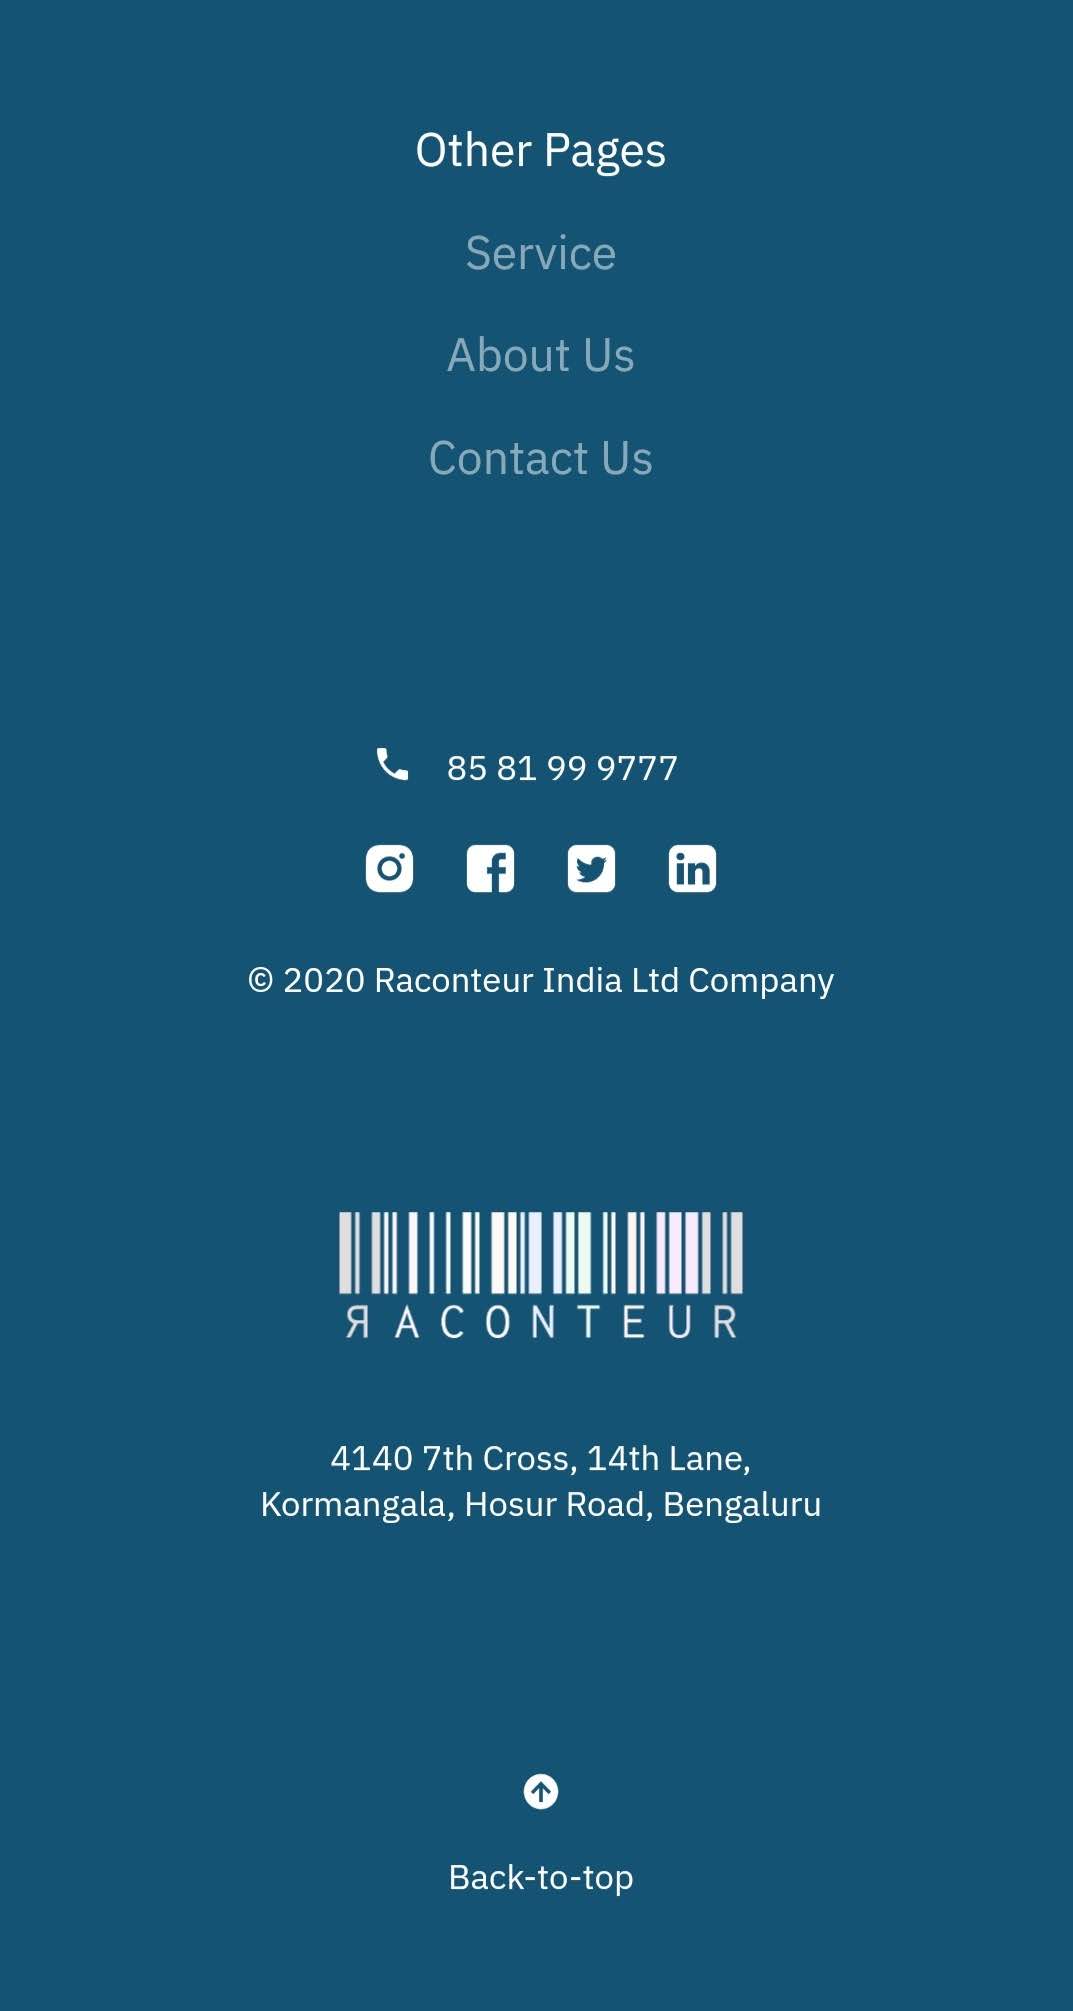 Other Pages
Service
About Us
Contact Us
85 81 99 9777
© 2020 Raconteur India Ltd Company
ЯACONTEUR
4140 7th Cross, 14th Lane,
Kormangala, Hosur Road, Bengaluru
Back-to-top